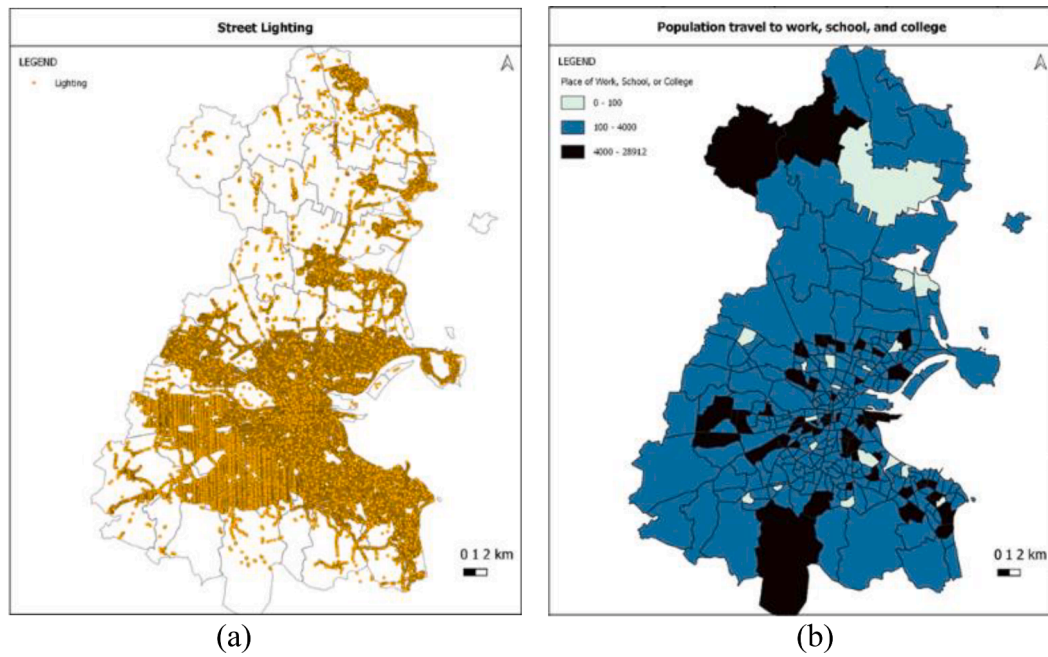 Street Lighting
LEGEND
Lighting
0 1 2 km
(a)
Population travel to work, school, and college
LEGEND
Place of Work, School, or College
0 - 100
100 - 4000
4000 - 28912
0 1 2 km
(b)